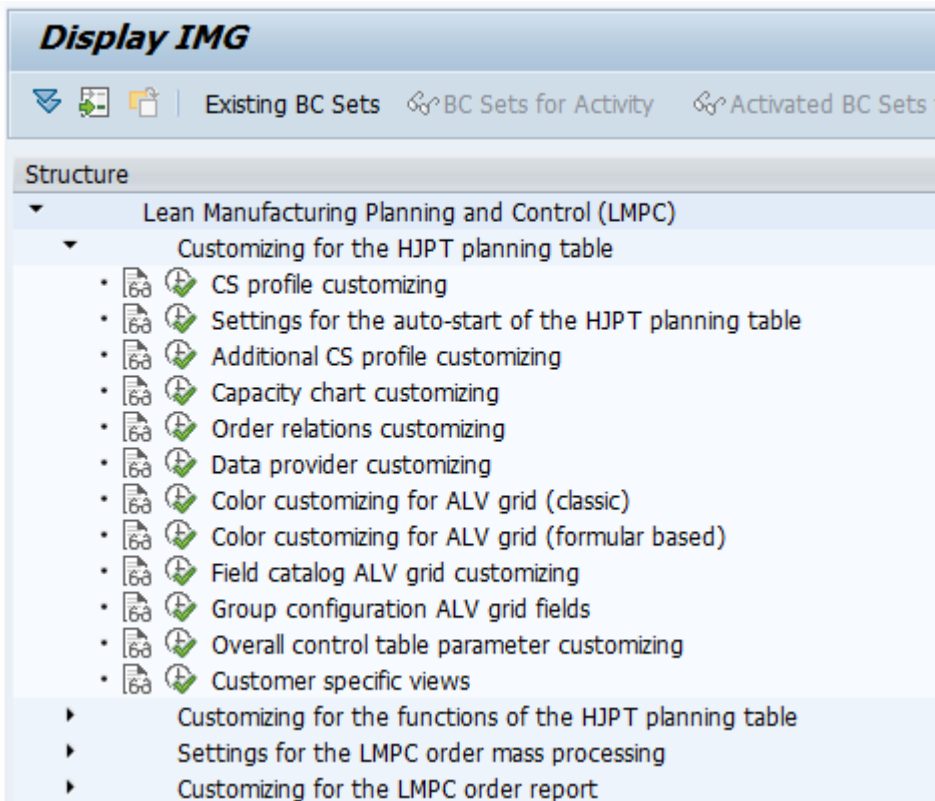 Display IMG
Existing BC Sets BC Sets for Activity Activated BC Sets
Structure
Lean Manufacturing Planning and Control (LMPC)
Customizing for the HJPT planning table
CS profile customizing
Settings for the auto-start of the HJPT planning table
Additional CS profile customizing
Capacity chart customizing
Order relations customizing
Data provider customizing
Color customizing for ALV grid (classic)
Color customizing for ALV grid (formular based)
Field catalog ALV grid customizing
Group configuration ALV grid fields
Overall control table parameter customizing
Customer specific views
Customizing for the functions of the HJPT planning table
Settings for the LMPC order mass processing
Customizing for the LMPC order report